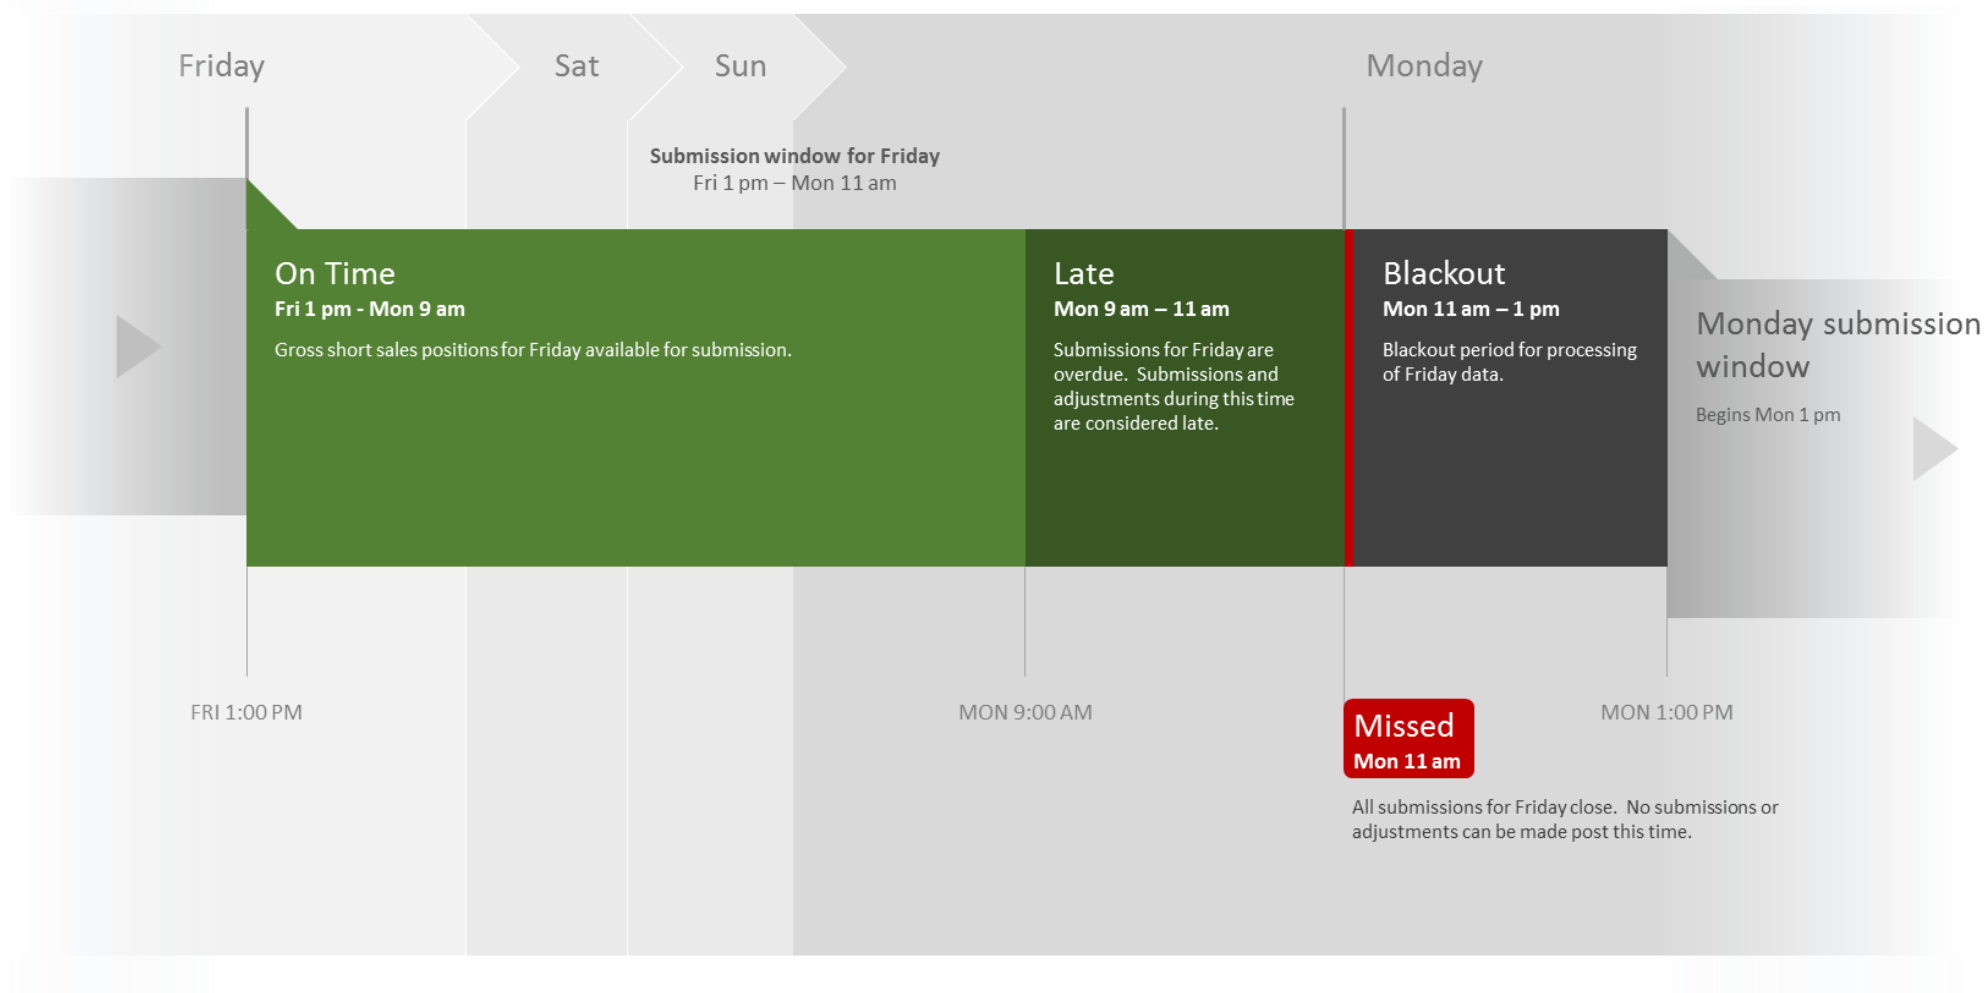 Friday
Sat
Sun
Monday
Submission window for Friday
Fri 1 pm – Mon 11 am
On Time
Fri 1 pm - Mon 9 am
Gross short sales positions for Friday available for submission.
Late
Mon 9 am – 11 am
Submissions for Friday are
overdue.  Submissions and
adjustments during this time
are considered late.
Blackout
Mon 11 am – 1 pm
Blackout period for processing
of Friday data.
Monday submission
window
Begins Mon 1 pm
FRI 1:00 PM
MON 9:00 AM
Missed
Mon 11 am
MON 1:00 PM
All submissions for Friday close.  No submissions or
adjustments can be made post this time.